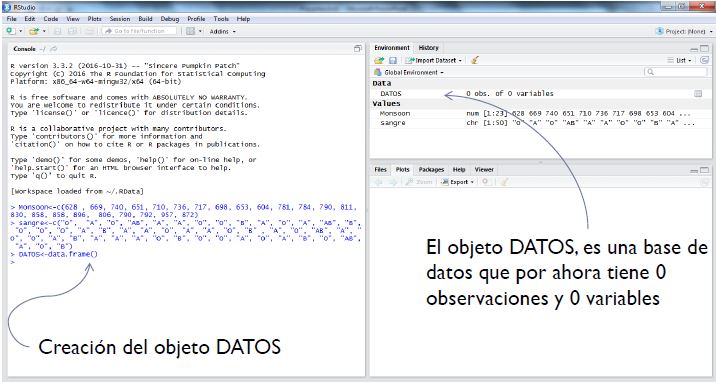 RStudio
File Edit Code View Plots Session Build Debug Profile Tools Help
Go to file/function
Addins
Project: (None)
Console ~/
R version 3.3.2 (2016-10-31) -- "Sincere Pumpkin Patch"
Copyright (C) 2016 The R Foundation for Statistical Computing
Platform: x86_64-w64-mingw32/x64 (64-bit)
R is free software and comes with ABSOLUTELY NO WARRANTY.
You are welcome to redistribute it under certain conditions.
Type 'license()' or 'licence()' for distribution details.
R is a collaborative project with many contributors.
Type 'contributors()' for more information and
'citation()' on how to cite R or R packages in publications.
Type 'demo()' for some demos, 'help()' for on-line help, or
'help.start()' for an HTML browser interface to help.
Type 'q()' to quit R.
[Workspace loaded from ~/.RData]
> Monsoon<-c(628 , 669, 740, 651, 710, 736, 717, 698, 653, 604, 781, 784, 790, 811,
830, 858, 858, 896, 806, 790, 792, 957, 872)
> sangre<-c("O", "A", "O", "AB", "A", "A", "O", "O", "B", "A", "O", "A", "AB", "B",
> DATOS<-data.frame()
>
Creación del objeto DATOS
Environment History
Import Dataset
List
Global Environment
Data
DATOS 0 obs. of 0 variables
Values
Monsoon num [1:23] 628 669 740 651 710 736 717 698 653 604 ...
sangre chr [1:50] "O" "A" "O" "AB" "A" "A" "O" "O" "B" "A" ...
Files Plots Packages Help Viewer
Zoom Export
El objeto DATOS, es una base de
datos que por ahora tiene 0
observaciones y 0 variables